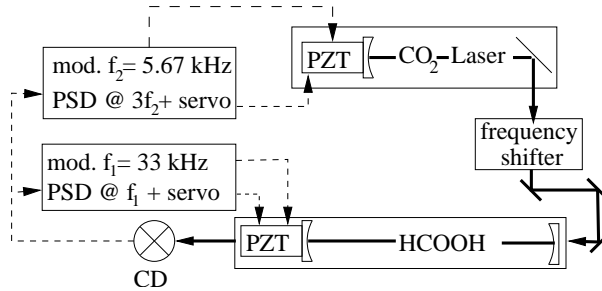 mod. f₂= 5.67 kHz
PSD @ 3f₂+ servo
PZT
CO₂-Laser
frequency
shifter
mod. f₁= 33 kHz
PSD @ f₁ + servo
PZT
HCOOH
CD